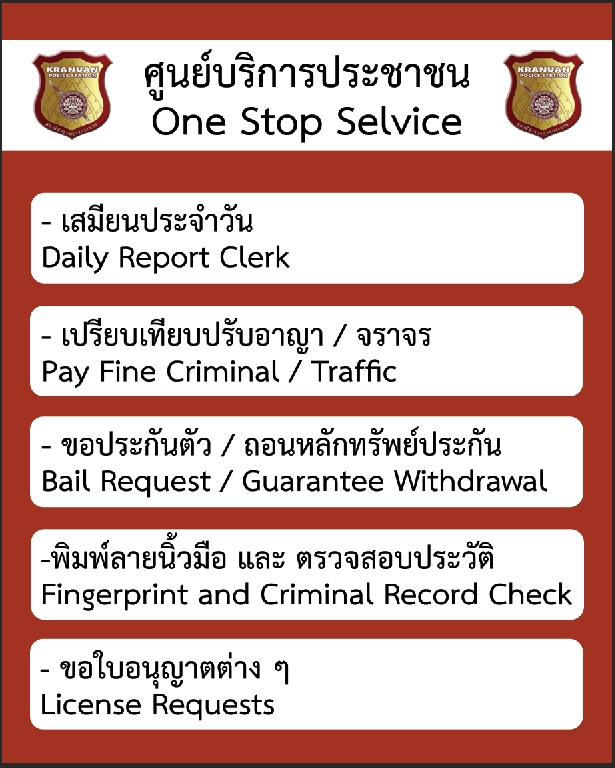 ศูนย์บริการประชาชน
One Stop Selvice
KRANUAN
POLICE STATION
KRANUAN
POLICE STATION
- เสมียนประจำวัน
Daily Report Clerk
- เปรียบเทียบปรับอาญา / จราจร
Pay Fine Criminal / Traffic
- ขอประกันตัว / ถอนหลักทรัพย์ประกัน
Bail Request / Guarantee Withdrawal
-พิมพ์ลายนิ้วมือ และ ตรวจสอบประวัติ
Fingerprint and Criminal Record Check
- ขอใบอนุญาตต่าง ๆ
License Requests